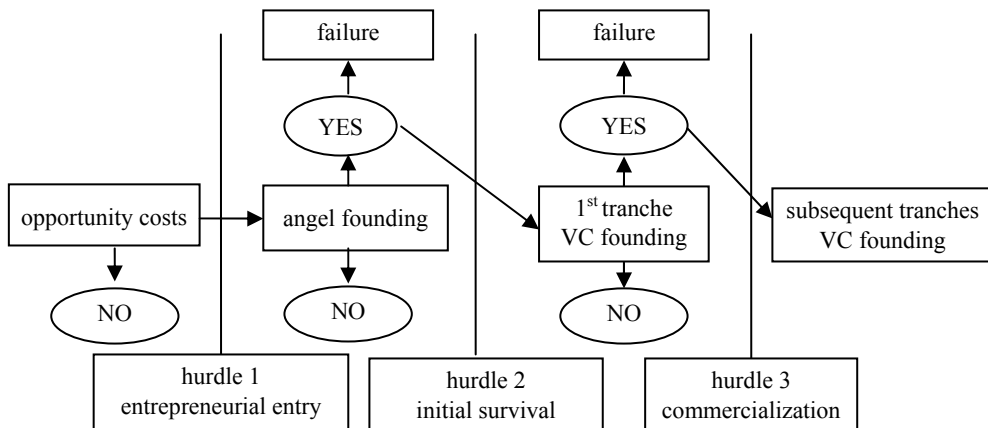 failure
failure
YES
YES
opportunity costs
angel founding
1st tranche
VC founding
subsequent tranches
VC founding
NO
NO
NO
hurdle 1
entrepreneurial entry
hurdle 2
initial survival
hurdle 3
commercialization